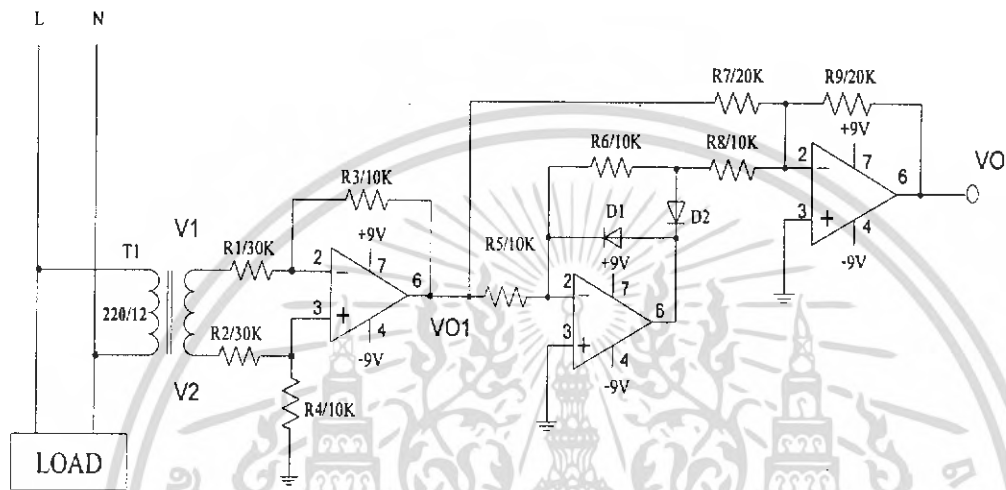 L N
R7/20K R9/20K
+9V
R6/10K R8/10K
2 - 7
6 VO
R3/10K
D1
D2
3 + 4
V1
T1
R1/30K
+9V
R5/10K
+9V
-9V
2 - 7
6
2 - 7
220/12
3 +
VO1
6
R2/30K
4
3 + 4
-9V
-9V
V2
R4/10K
LOAD